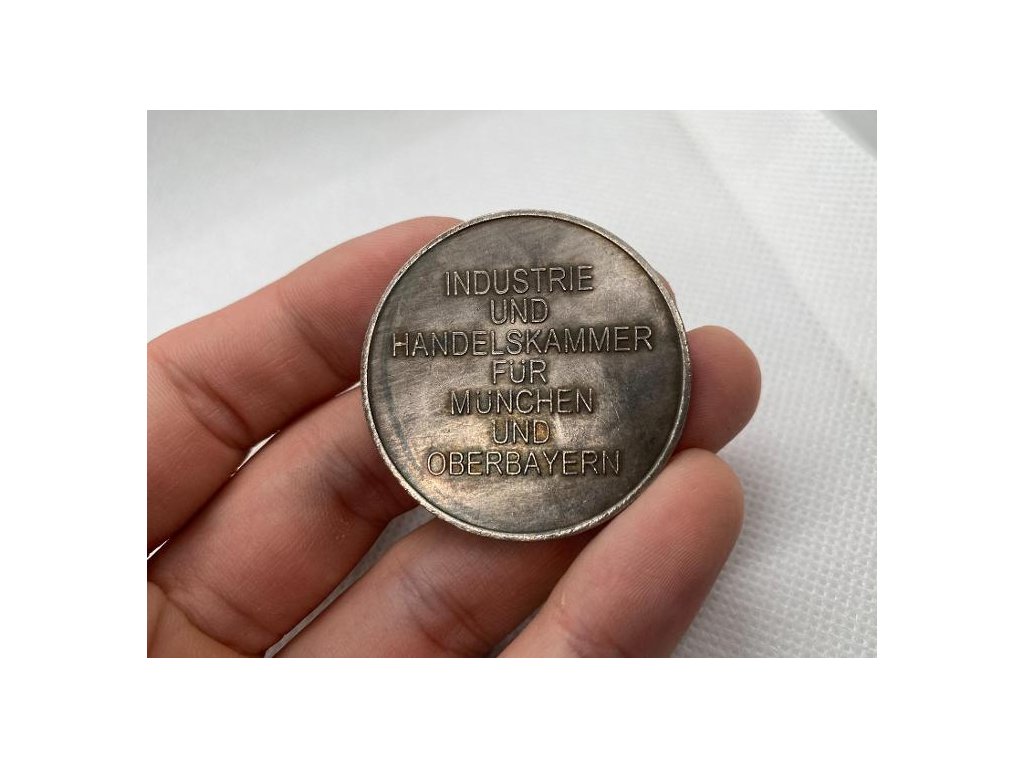 INDUSTRIE
UND
HANDELSKAMMER
FÜR
MÜNCHEN
UND
OBERBAYERN